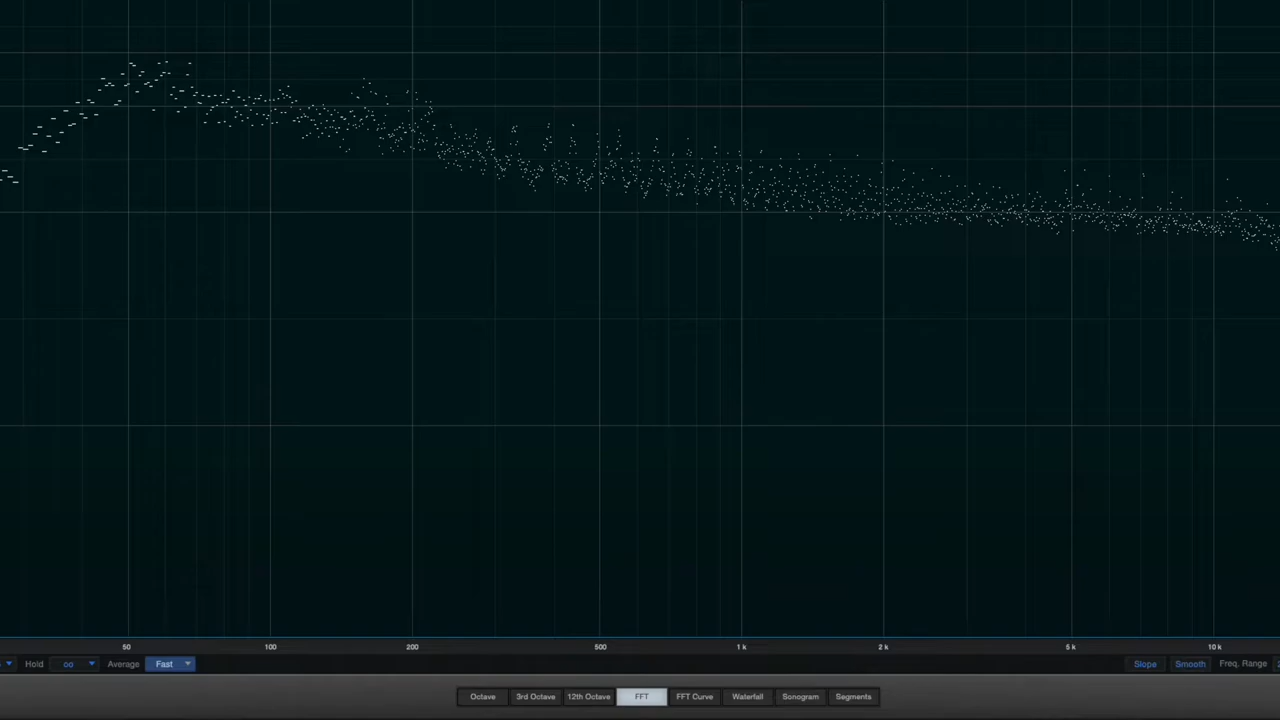 50 100 200 500 1 k 2 k 5 k 10 k
Hold ∞ Average Fast Slope Smooth Freq. Range
Octave 3rd Octave 12th Octave FFT FFT Curve Waterfall Sonogram Segments